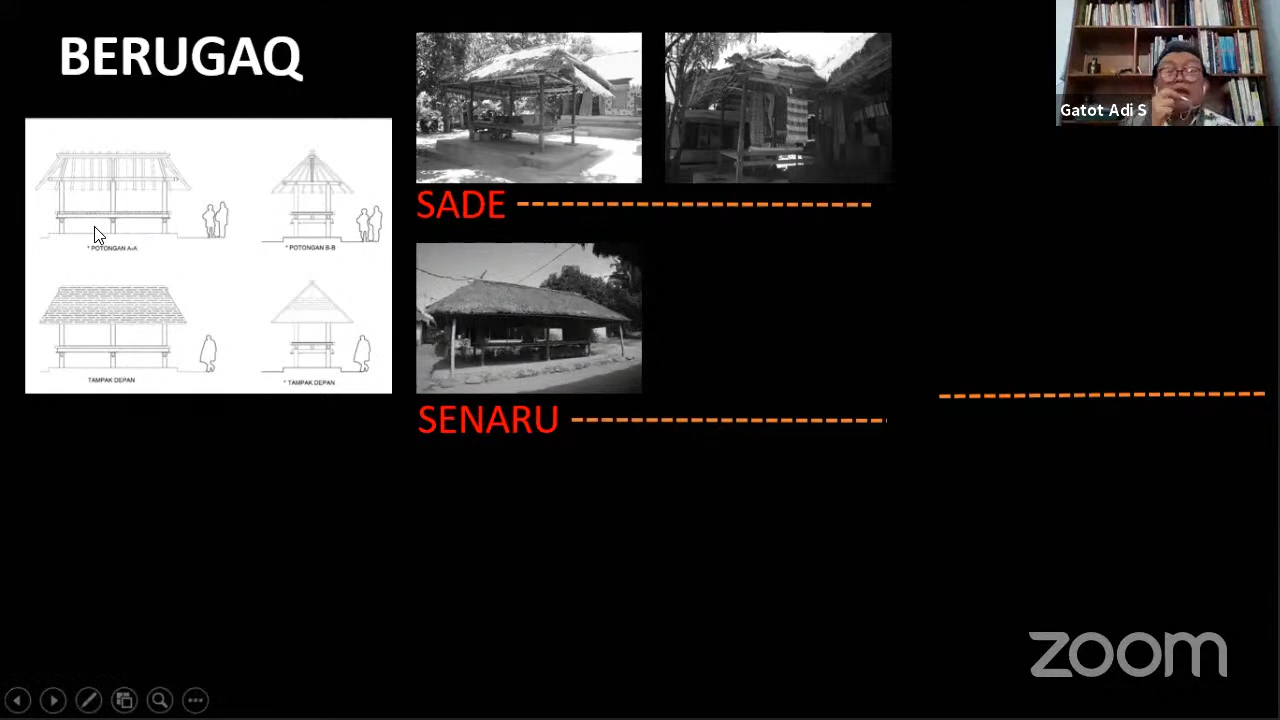 BERUGAQ
Gatot Adi S
SADE
* POTONGAN A-A
* POTONGAN B-B
TAMPAK DEPAN
* TAMPAK DEPAN
SENARU
zoom